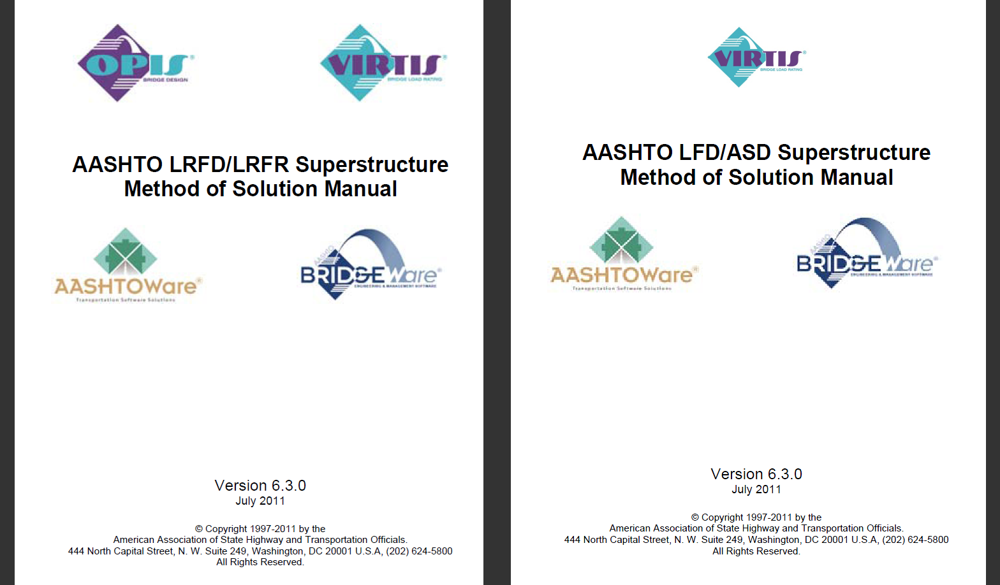 OPIS®
BRIDGE DESIGN
VIRTIS®
BRIDGE LOAD RATING
AASHTO LRFD/LRFR Superstructure
Method of Solution Manual
AASHTOWare®
Transportation Software Solutions
AASHTO
BRIDGEWare®
ENGINEERING & MANAGEMENT SOFTWARE
Version 6.3.0
July 2011
© Copyright 1997-2011 by the
American Association of State Highway and Transportation Officials.
444 North Capital Street, N. W. Suite 249, Washington, DC 20001 U.S.A, (202) 624-5800
All Rights Reserved.
VIRTIS®
BRIDGE LOAD RATING
AASHTO LFD/ASD Superstructure
Method of Solution Manual
AASHTOWare®
Transportation Software Solutions
AASHTO
BRIDGEWare®
ENGINEERING & MANAGEMENT SOFTWARE
Version 6.3.0
July 2011
© Copyright 1997-2011 by the
American Association of State Highway and Transportation Officials.
444 North Capital Street, N. W. Suite 249, Washington, DC 20001 U.S.A, (202) 624-5800
All Rights Reserved.